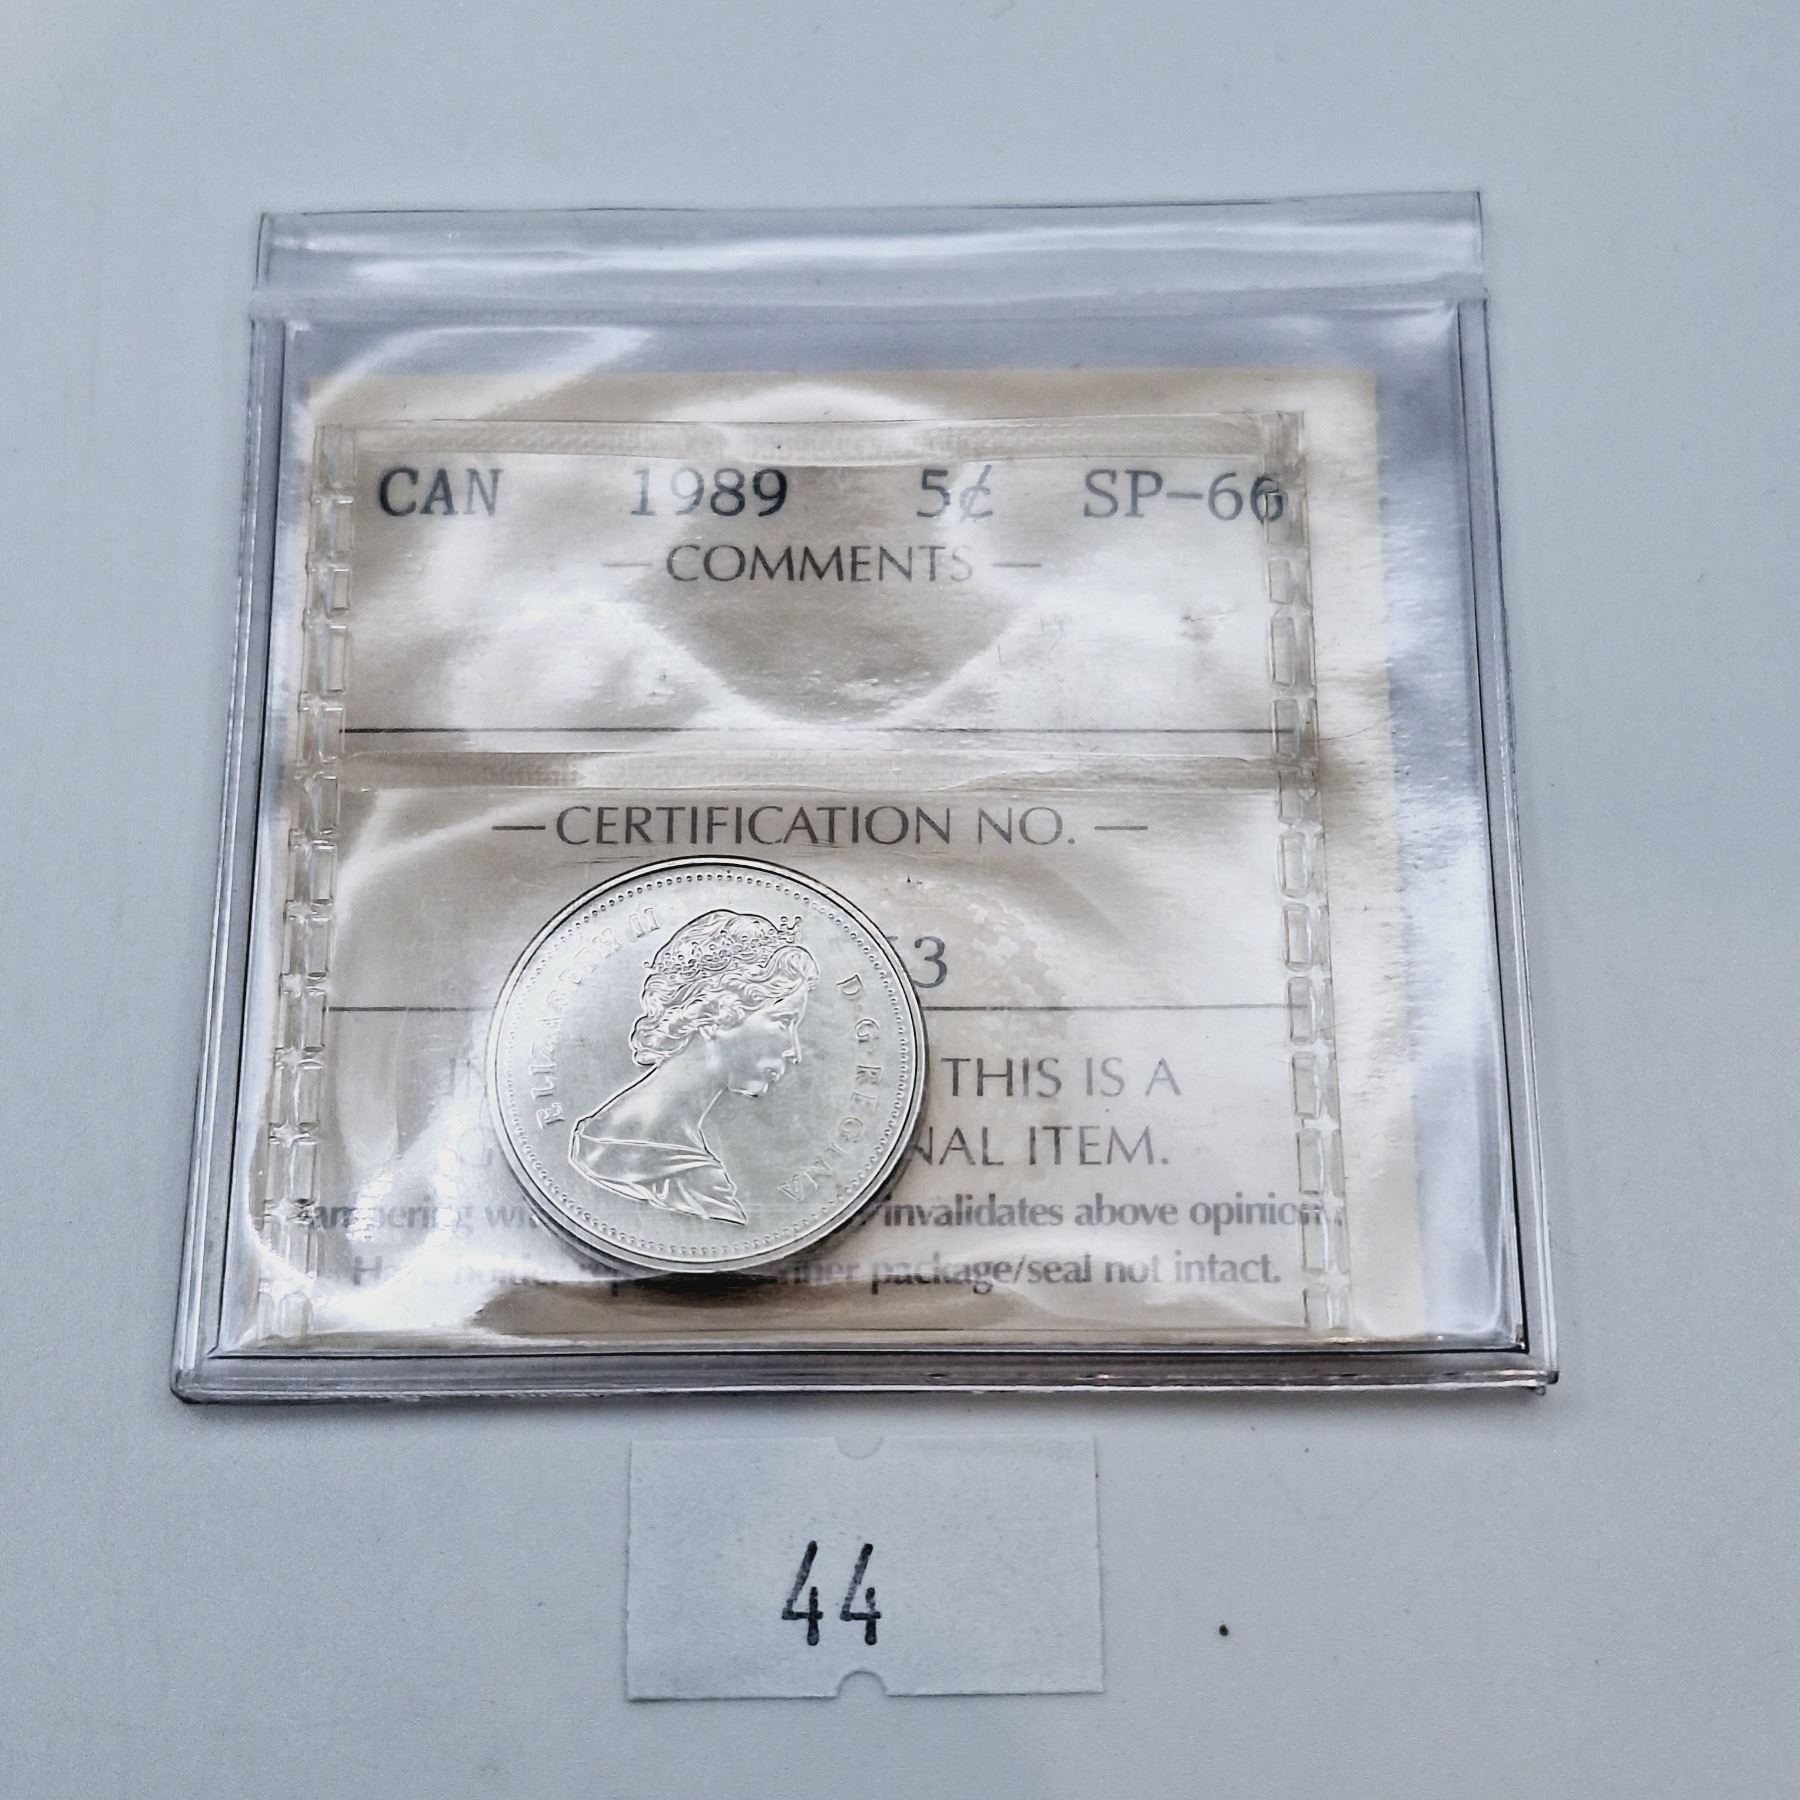 CAN 1989 5¢ SP-66
— COMMENTS —
— CERTIFICATION NO. —
3
ELIZABETH II D·G·REGINA
THIS IS A
ITEM.
invalidates above opinion.
package/seal not intact.
44